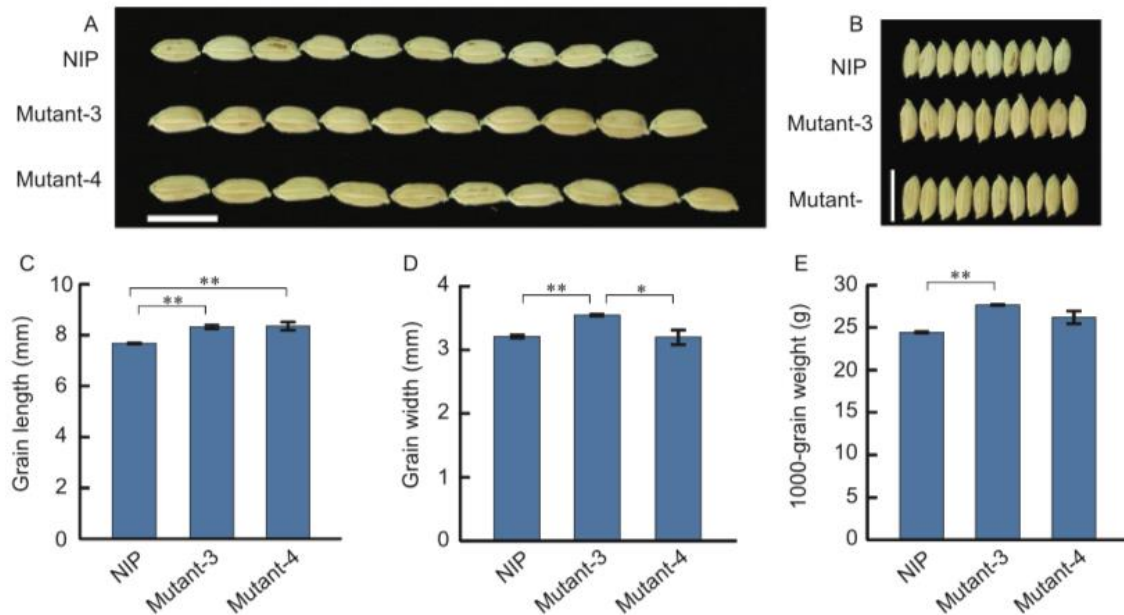 A
NIP
Mutant-3
Mutant-4
B
NIP
Mutant-3
Mutant-
C
Grain length (mm)
10
8
6
4
2
0
**
**
NIP
Mutant-3
Mutant-4
D
Grain width (mm)
4
3
2
1
0
**
*
NIP
Mutant-3
Mutant-4
E
1000-grain weight (g)
30
25
20
15
10
5
0
**
NIP
Mutant-3
Mutant-4